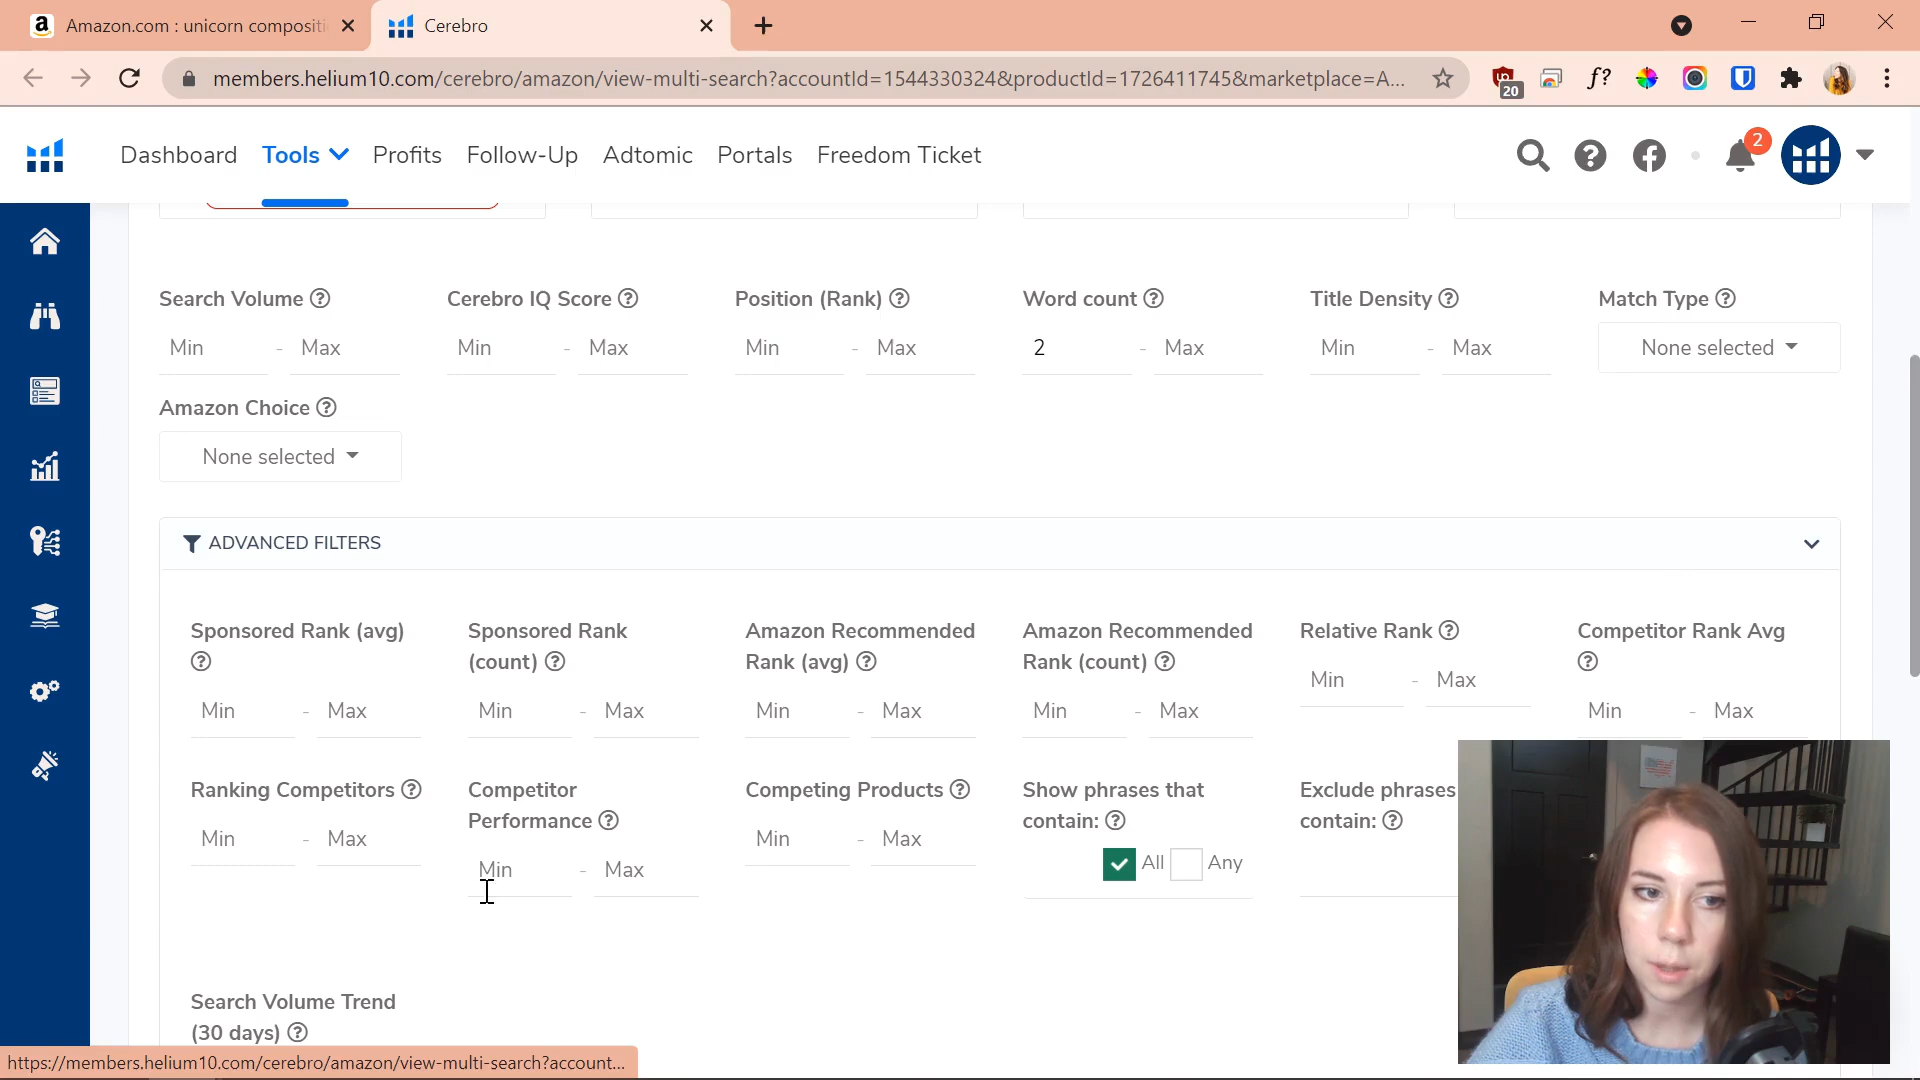 Amazon.com : unicorn compositi
Cerebro
members.helium10.com/cerebro/amazon/view-multi-search?accountId=1544330324&productId=1726411745&marketplace=A...
20
f?
Dashboard Tools Profits Follow-Up Adtomic Portals Freedom Ticket
2
Search Volume ? Cerebro IQ Score ? Position (Rank) ? Word count ? Title Density ? Match Type ?
Min - Max Min - Max Min - Max 2 - Max Min - Max None selected
Amazon Choice ?
None selected
ADVANCED FILTERS
Sponsored Rank (avg) Sponsored Rank Amazon Recommended Amazon Recommended Relative Rank ? Competitor Rank Avg
? (count) ? Rank (avg) ? Rank (count) ? Min - Max ?
Min - Max Min - Max Min - Max Min - Max Min - Max
Ranking Competitors ? Competitor Competing Products ? Show phrases that Exclude phrases
Performance ? contain: ? contain: ?
Min - Max Min - Max
Min - Max All Any
Search Volume Trend
(30 days) ?
https://members.helium10.com/cerebro/amazon/view-multi-search?account...